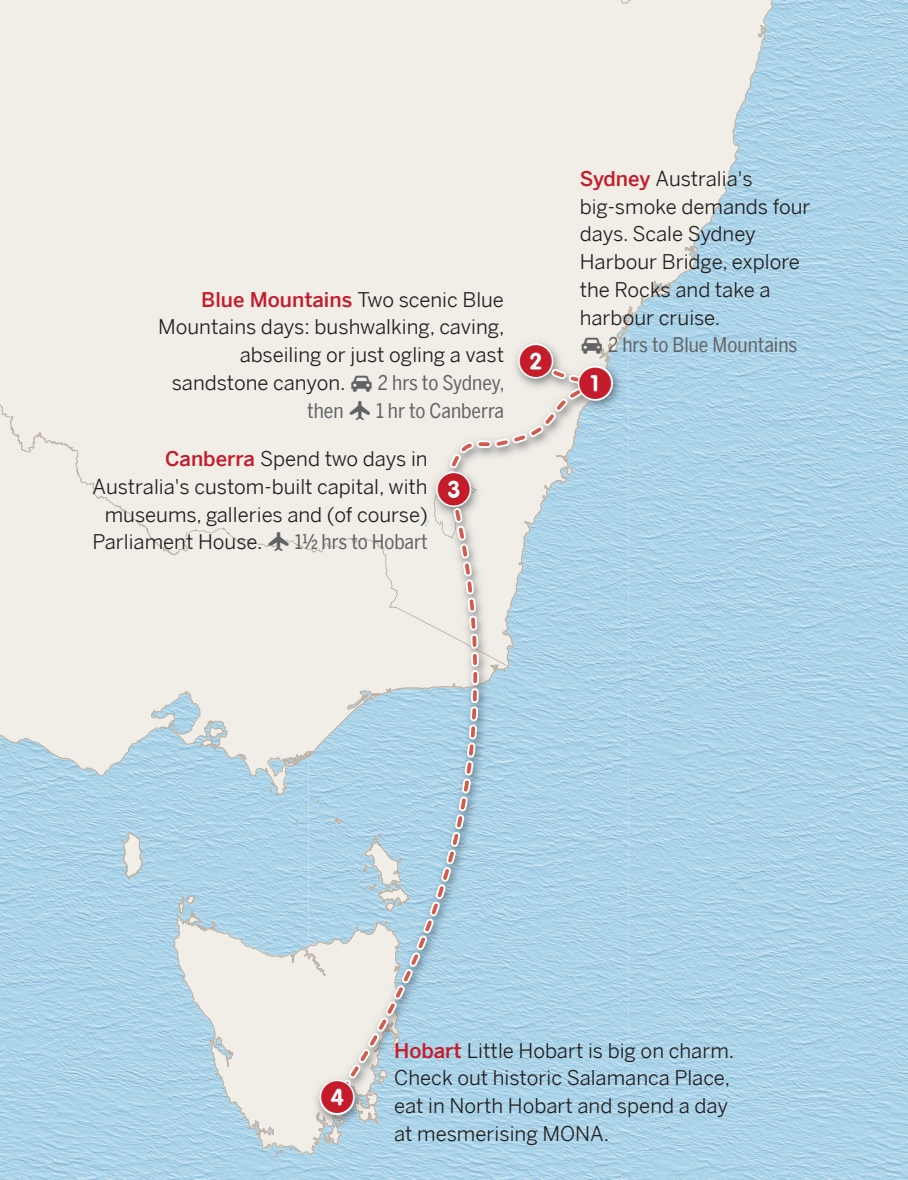 Sydney Australia's
big-smoke demands four
days. Scale Sydney
Harbour Bridge, explore
the Rocks and take a
harbour cruise.
2 hrs to Blue Mountains
1
Blue Mountains Two scenic Blue
Mountains days: bushwalking, caving,
abseiling or just ogling a vast
sandstone canyon. 2 hrs to Sydney,
then 1 hr to Canberra
2
Canberra Spend two days in
Australia's custom-built capital, with
museums, galleries and (of course)
Parliament House. 1½ hrs to Hobart
3
Hobart Little Hobart is big on charm.
Check out historic Salamanca Place,
eat in North Hobart and spend a day
at mesmerising MONA.
4